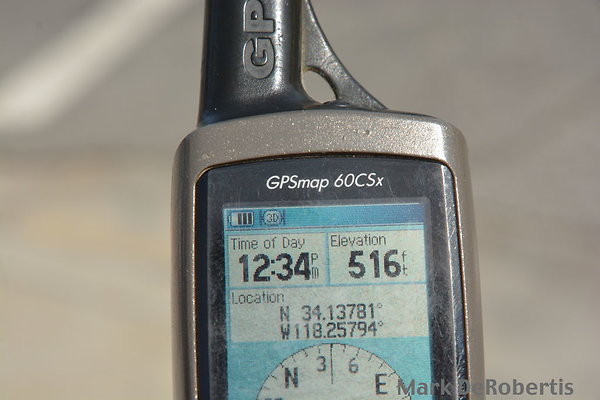 GP
GPSmap 60CSx
3D
Time of Day
12:34 Pm
Elevation
516 ft
Location
N 34.13781°
W118.25794°
N 3 6 E
Mark DeRobertis